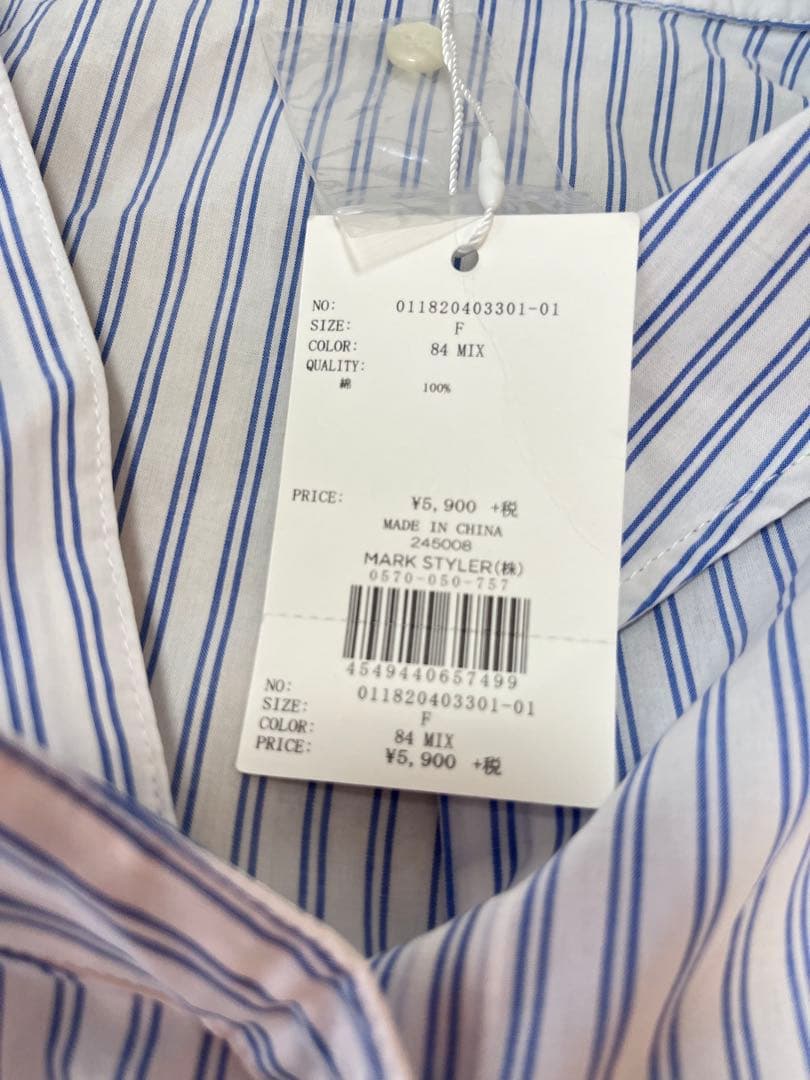 NO: 011820403301-01
SIZE: F
COLOR: 84 MIX
QUALITY:
綿 100%
PRICE: ¥5,900 +税
MADE IN CHINA
245008
MARK STYLER(株)
0570-050-757
4549440657499
NO: 011820403301-01
SIZE: F
COLOR: 84 MIX
PRICE: ¥5,900 +税